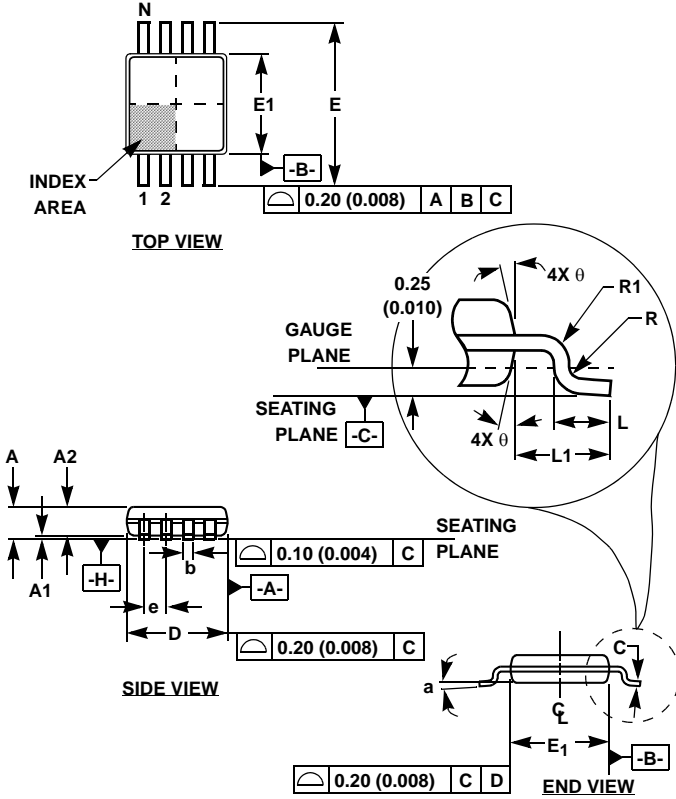 N
E1
E
-B-
INDEX
AREA
1 2
0.20 (0.008) A B C
TOP VIEW
0.25
(0.010)
4X θ
R1
R
GAUGE
PLANE
SEATING
PLANE -C-
4X θ
L
L1
A A2
SEATING
PLANE
0.10 (0.004) C
A1
-H-
b
-A-
e
D
0.20 (0.008) C
SIDE VIEW
C
a
CL
E1
-B-
0.20 (0.008) C D
END VIEW